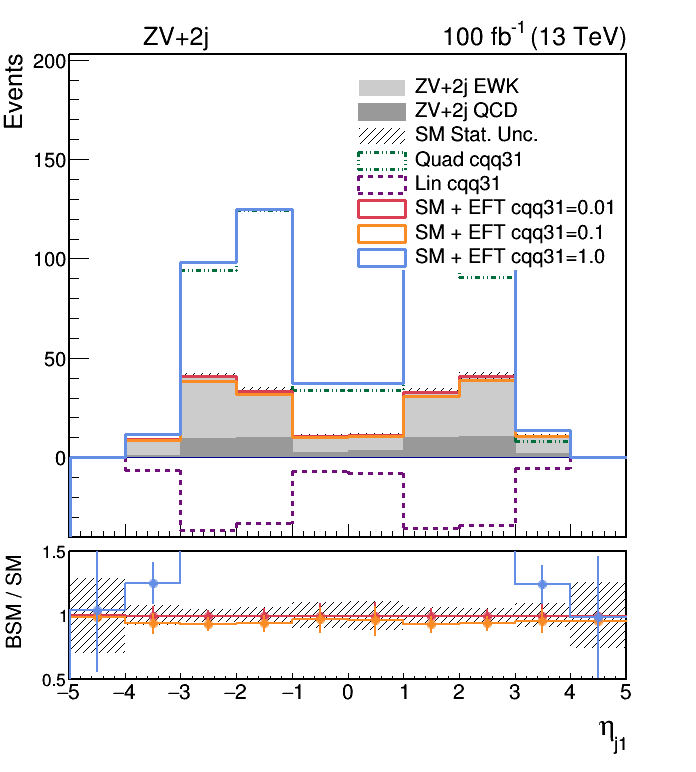 ZV+2j 100 fb-1 (13 TeV)
Events
200
150
100
50
0
ZV+2j EWK
ZV+2j QCD
SM Stat. Unc.
Quad cqq31
Lin cqq31
SM + EFT cqq31=0.01
SM + EFT cqq31=0.1
SM + EFT cqq31=1.0
BSM / SM
1.5
1
0.5
−5 −4 −3 −2 −1 0 1 2 3 4 5
ηj1